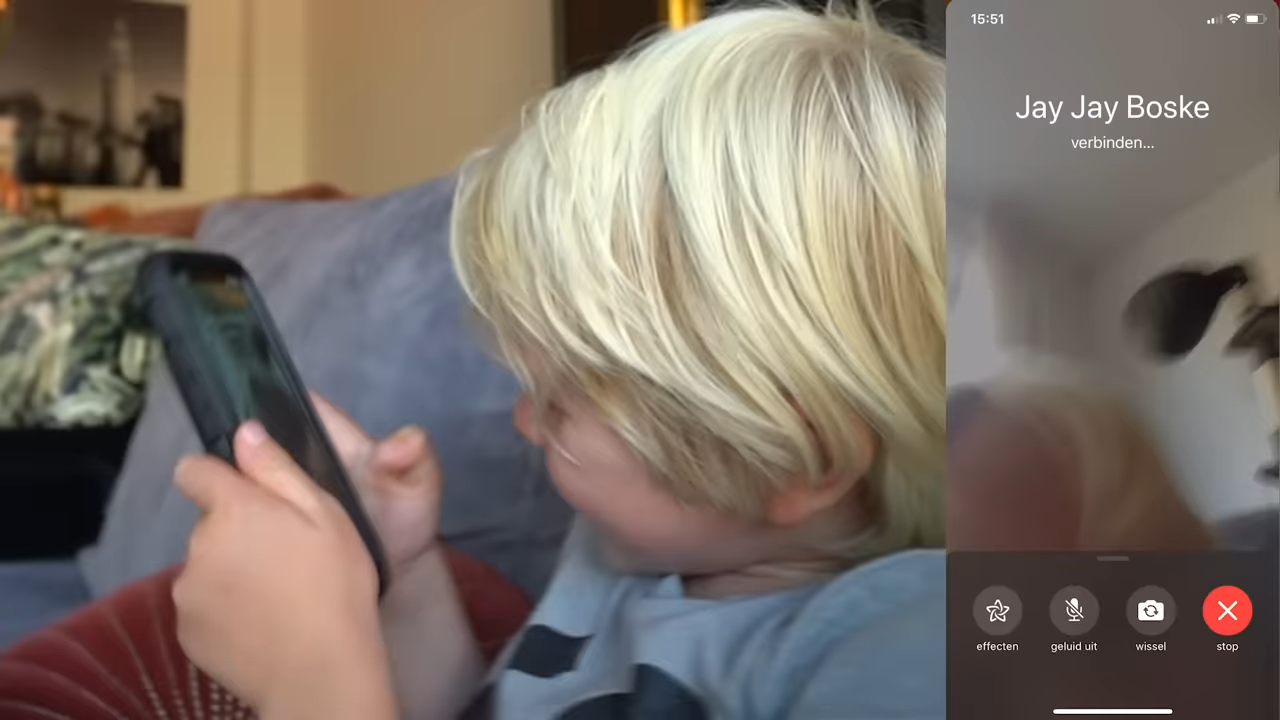 15:51
Jay Jay Boske
verbinden...
effecten
geluid uit
wissel
stop